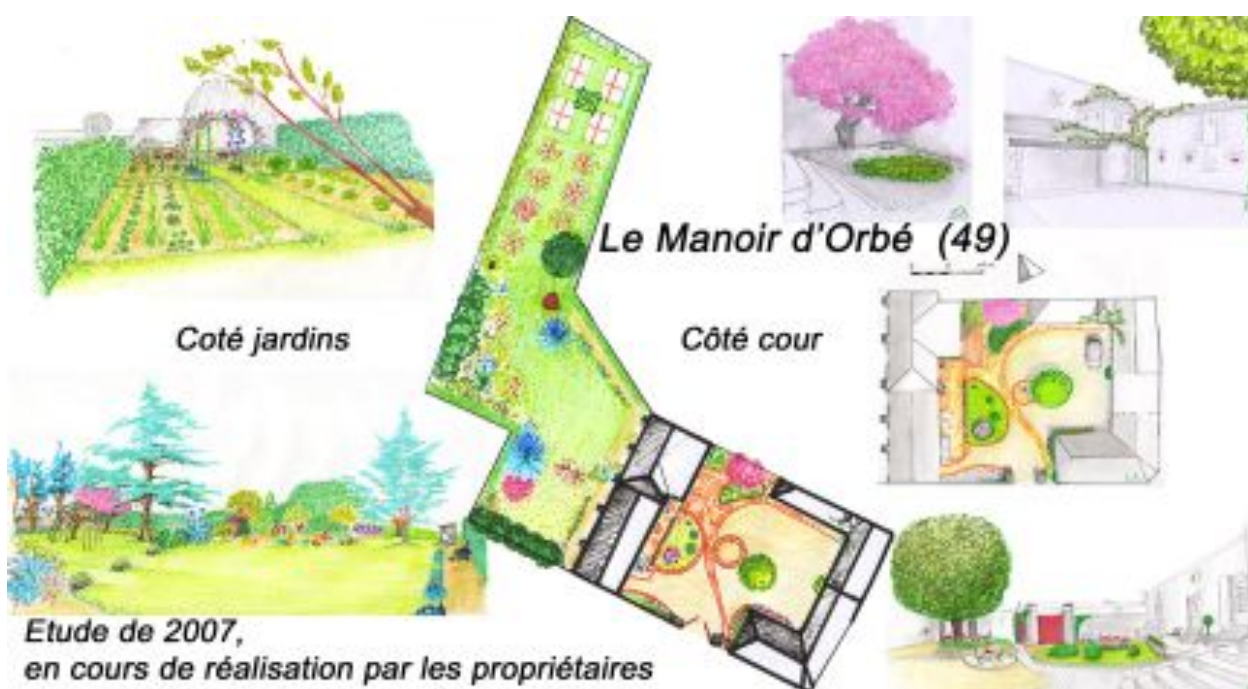 Le Manoir d'Orbé (49)
Coté jardins
Côté cour
Etude de 2007,
en cours de réalisation par les propriétaires